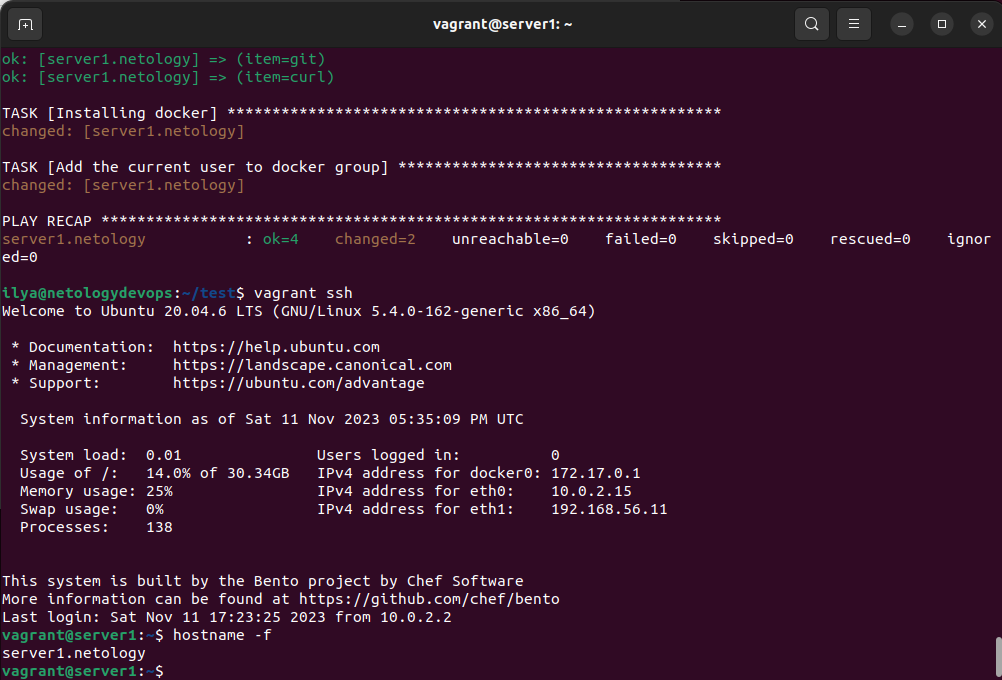 vagrant@server1: ~
ok: [server1.netology] => (item=git)
ok: [server1.netology] => (item=curl)
TASK [Installing docker] *******************************************************
changed: [server1.netology]
TASK [Add the current user to docker group] ************************************
changed: [server1.netology]
PLAY RECAP *********************************************************************
server1.netology           : ok=4    changed=2    unreachable=0    failed=0    skipped=0    rescued=0    ignor
ed=0
ilya@netologydevops:~/test$ vagrant ssh
Welcome to Ubuntu 20.04.6 LTS (GNU/Linux 5.4.0-162-generic x86_64)
 * Documentation:  https://help.ubuntu.com
 * Management:     https://landscape.canonical.com
 * Support:        https://ubuntu.com/advantage
  System information as of Sat 11 Nov 2023 05:35:09 PM UTC
  System load:  0.01               Users logged in:          0
  Usage of /:   14.0% of 30.34GB   IPv4 address for docker0: 172.17.0.1
  Memory usage: 25%                IPv4 address for eth0:    10.0.2.15
  Swap usage:   0%                 IPv4 address for eth1:    192.168.56.11
  Processes:    138
This system is built by the Bento project by Chef Software
More information can be found at https://github.com/chef/bento
Last login: Sat Nov 11 17:23:25 2023 from 10.0.2.2
vagrant@server1:~$ hostname -f
server1.netology
vagrant@server1:~$